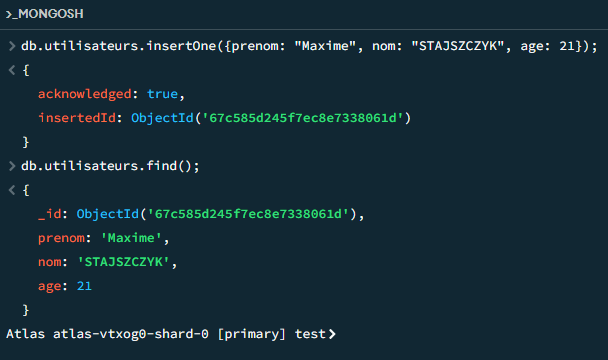 >_MONGOSH
> db.utilisateurs.insertOne({prenom: "Maxime", nom: "STAJSZCZYK", age: 21});
< {
acknowledged: true,
insertedId: ObjectId('67c585d245f7ec8e7338061d')
}
> db.utilisateurs.find();
< {
_id: ObjectId('67c585d245f7ec8e7338061d'),
prenom: 'Maxime',
nom: 'STAJSZCZYK',
age: 21
}
Atlas atlas-vtxog0-shard-0 [primary] test>